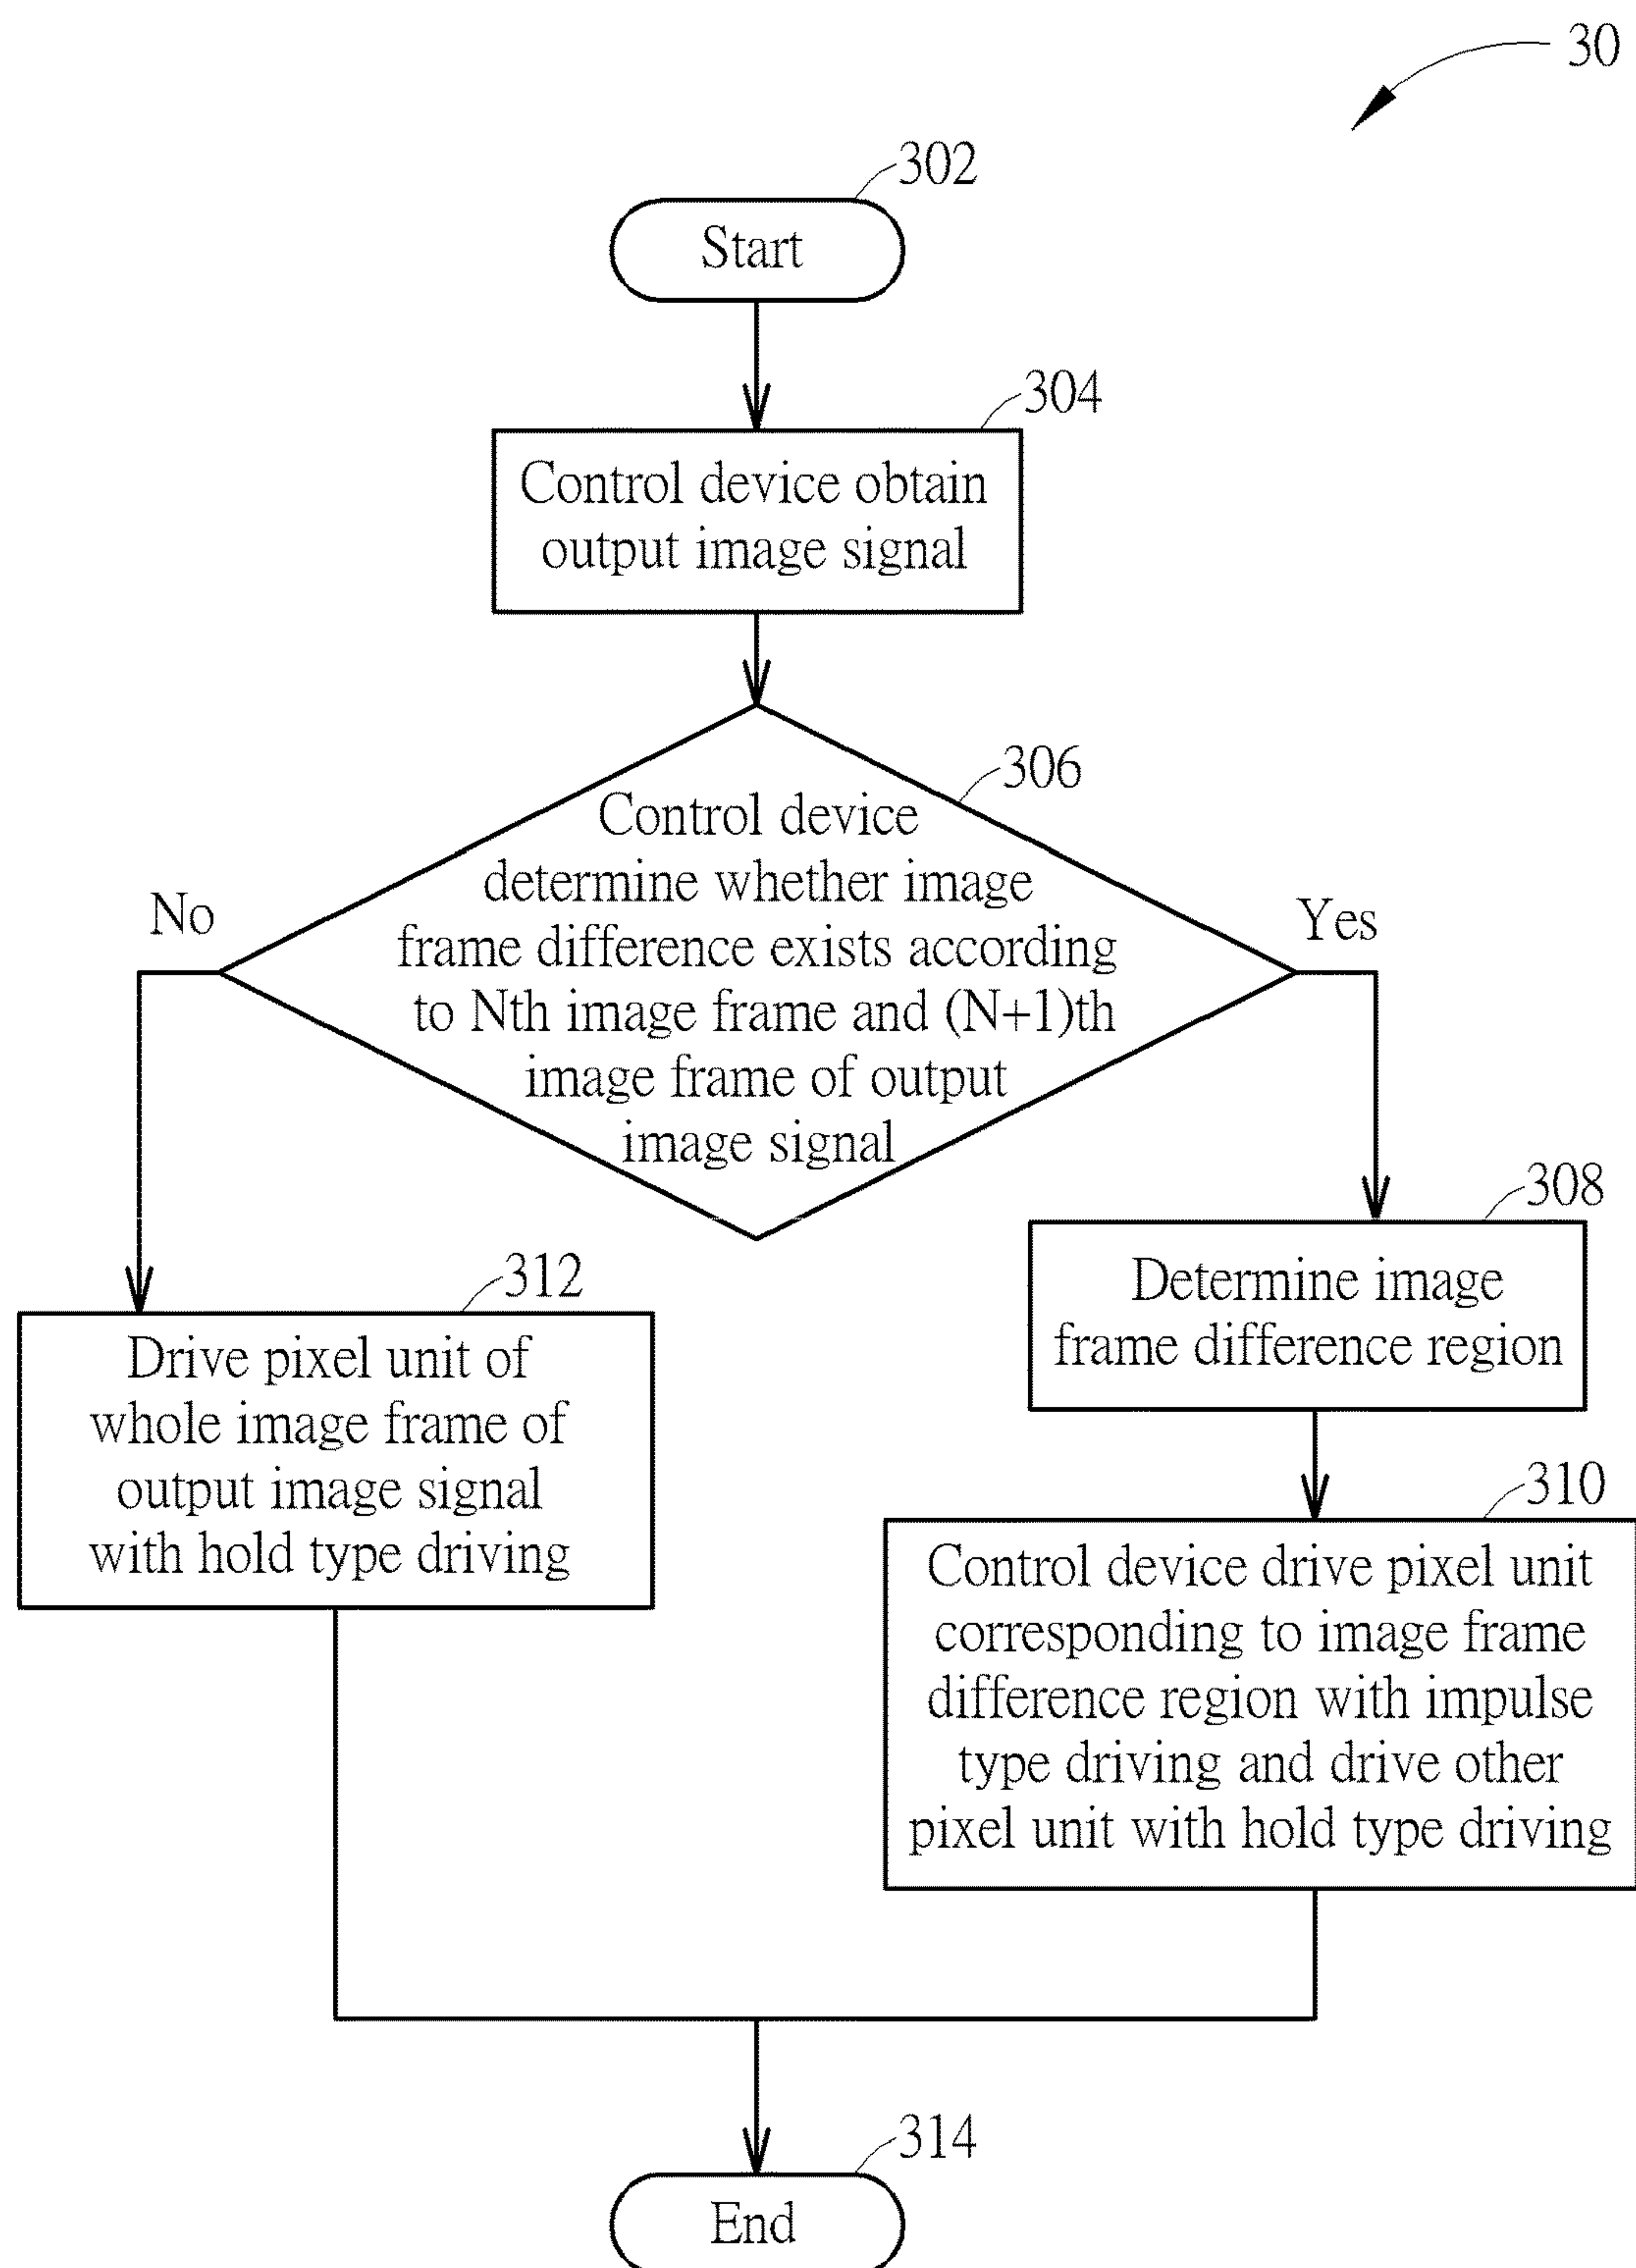 30
302
Start
304
Control device obtain
output image signal
306
Control device
determine whether image
frame difference exists according
to Nth image frame and (N+1)th
image frame of output
image signal
No
Yes
308
Determine image
frame difference region
312
Drive pixel unit of
whole image frame of
output image signal
with hold type driving
310
Control device drive pixel unit
corresponding to image frame
difference region with impulse
type driving and drive other
pixel unit with hold type driving
314
End